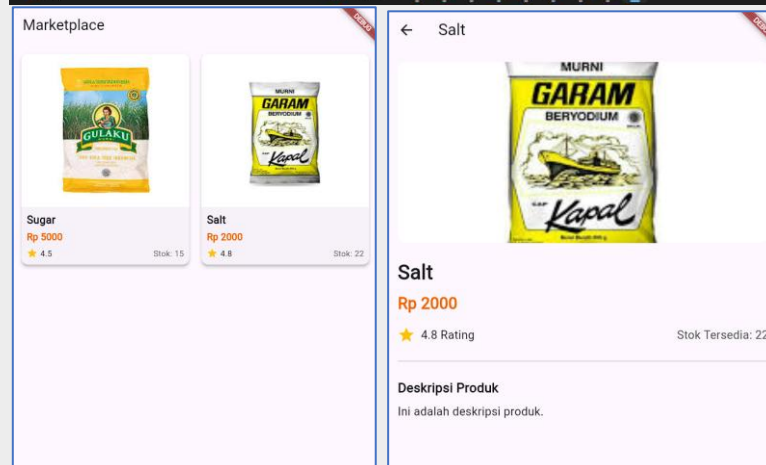 Marketplace
DEBUG
GULAKU
Sugar
Rp 5000
4.5
Stok: 15
MURNI
GARAM
BERYODIUM
Kapal
Salt
Rp 2000
4.8
Stok: 22
Salt
MURNI
GARAM
BERYODIUM
CAP
Kapal
Salt
Rp 2000
4.8 Rating
Stok Tersedia: 22
Deskripsi Produk
Ini adalah deskripsi produk.